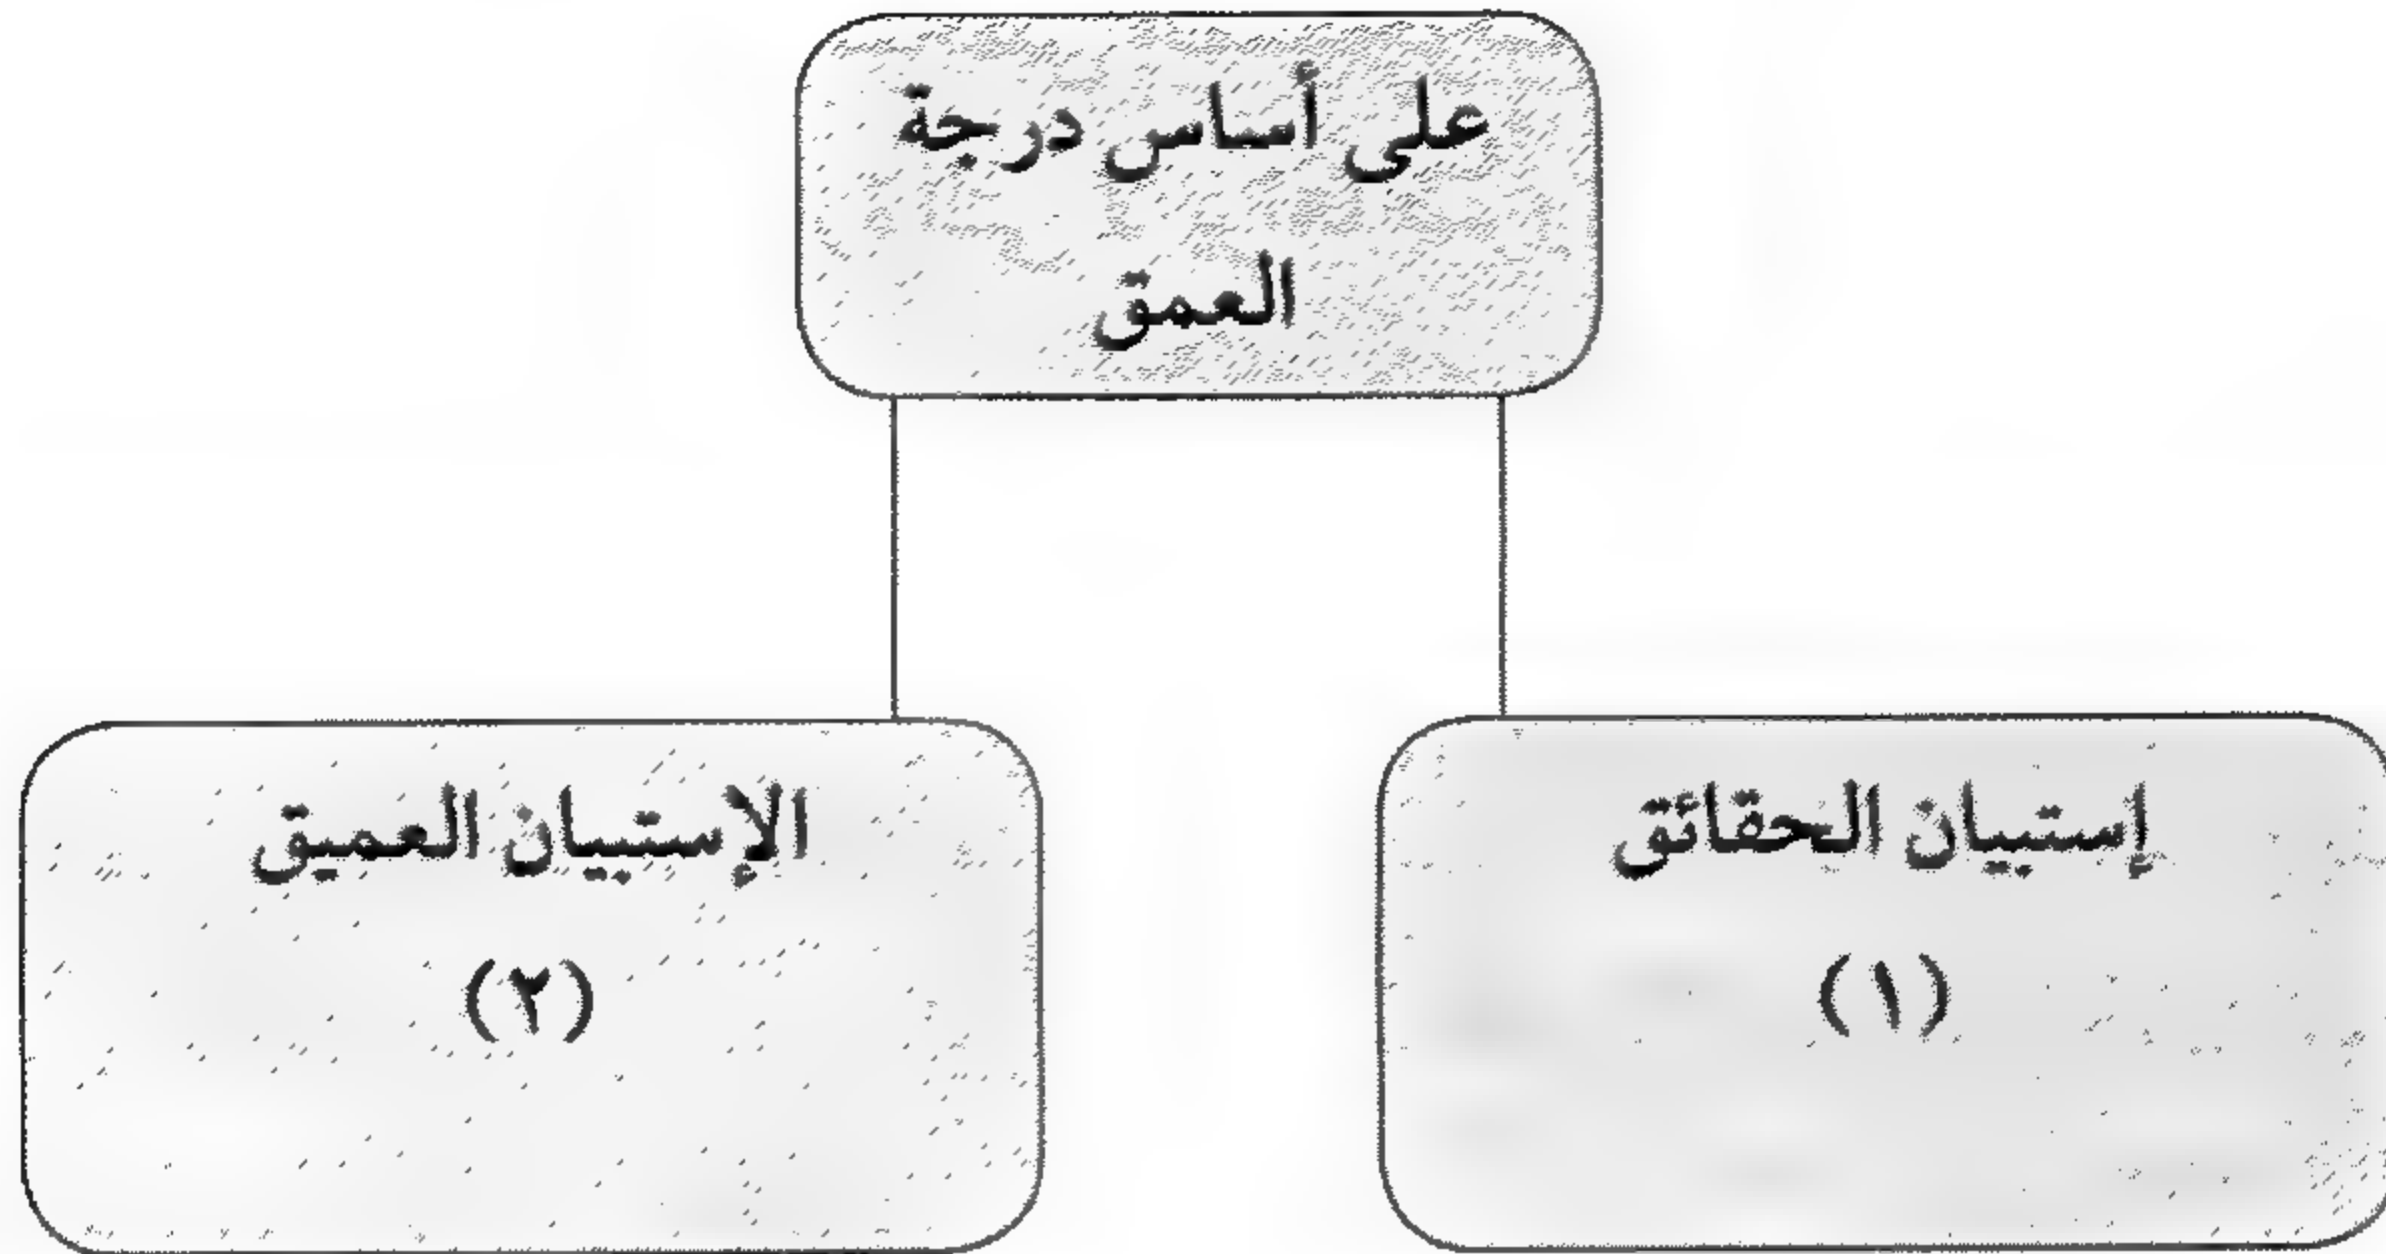 على أساس درجة
العمق
إستبيان الحقائق
(١)
الإستبيان العميق
(٢)